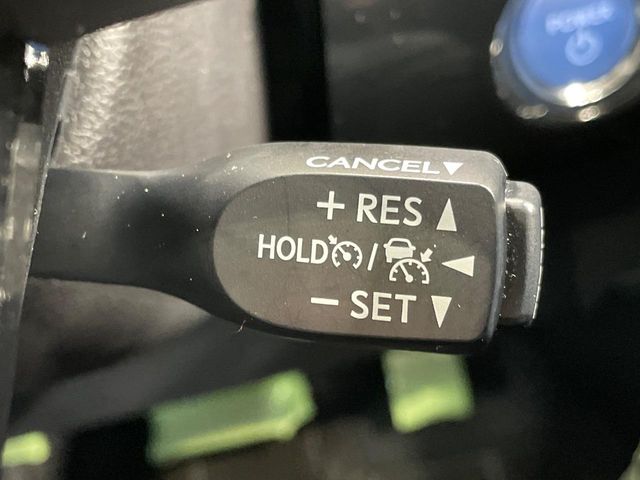 POWER
CANCEL▼
+ RES ▲
HOLD / ◀
− SET ▼